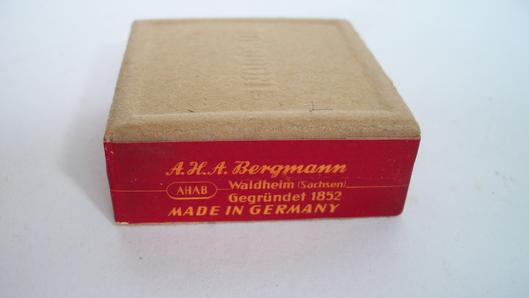 A.H.A. Bergmann
AHAB
Waldheim (Sachsen)
Gegründet 1852
MADE IN GERMANY